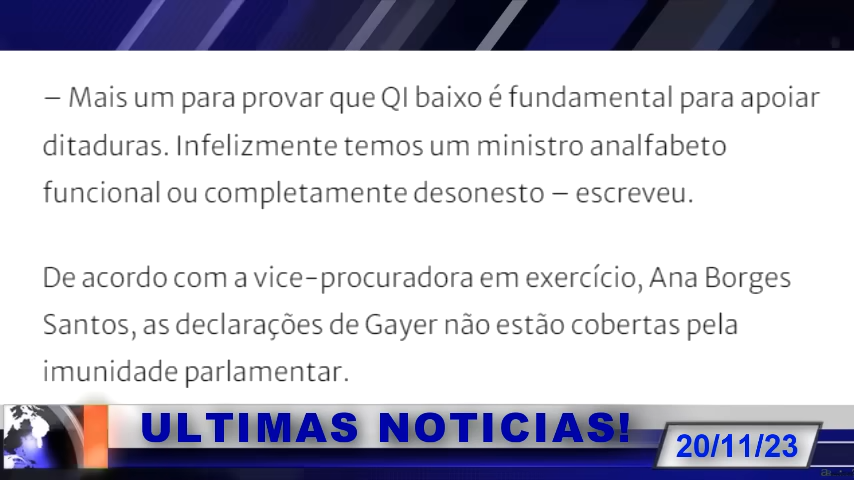 – Mais um para provar que QI baixo é fundamental para apoiar
ditaduras. Infelizmente temos um ministro analfabeto
funcional ou completamente desonesto – escreveu.
De acordo com a vice-procuradora em exercício, Ana Borges
Santos, as declarações de Gayer não estão cobertas pela
imunidade parlamentar.
ULTIMAS NOTICIAS!
20/11/23